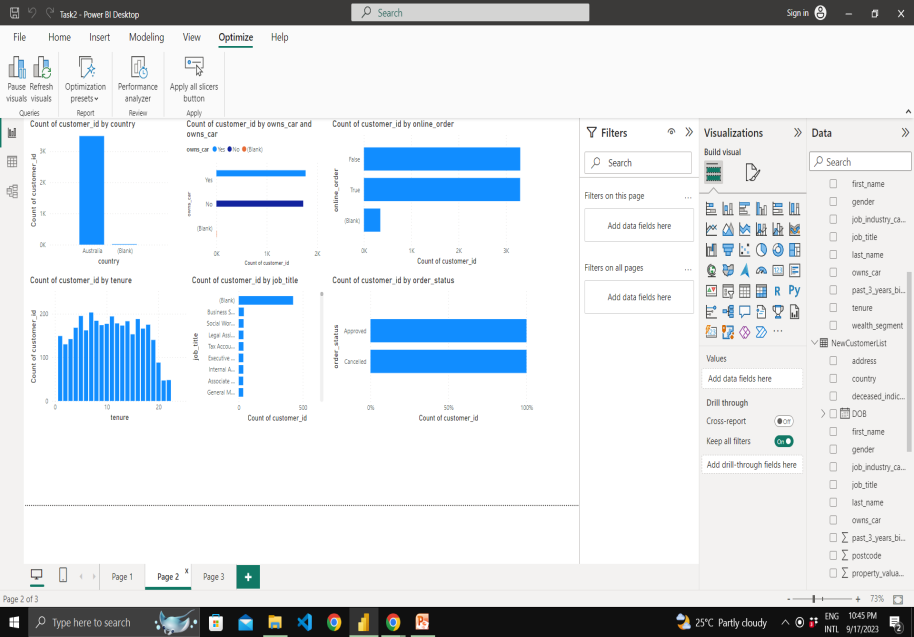 Task2 - Power BI Desktop
Search
Sign in
File
Home
Insert
Modeling
View
Optimize
Help
Pause visuals
Refresh visuals
Optimization presets
Performance analyzer
Apply all slicers button
Queries
Report
Review
Apply
Count of customer_id by country
Count of customer_id
3K
2K
1K
0K
Australia
(Blank)
country
Count of customer_id by owns_car and
owns_car
owns_car
Yes
No
(Blank)
owns_car
Yes
No
(Blank)
0K
1K
2K
Count of customer_id
Count of customer_id by online_order
online_order
False
True
(Blank)
0K
1K
2K
3K
Count of customer_id
Count of customer_id by tenure
Count of customer_id
200
100
0
0
10
20
tenure
Count of customer_id by job_title
job_title
(Blank)
Business S...
Social Wor...
Legal Assi...
Tax Accou...
Executive ...
Internal A...
Associate ...
General M...
0
500
Count of customer_id
Count of customer_id by order_status
order_status
Approved
Cancelled
0%
50%
100%
Count of customer_id
Filters
Search
Filters on this page
...
Add data fields here
Filters on all pages
...
Add data fields here
Visualizations
Build visual
R
Py
...
Values
Add data fields here
Drill through
Cross-report
Off
Keep all filters
On
Add drill-through fields here
Data
Search
first_name
gender
job_industry_ca...
job_title
last_name
owns_car
past_3_years_bi...
tenure
wealth_segment
NewCustomerList
address
country
deceased_indic...
DOB
first_name
gender
job_industry_ca...
job_title
last_name
owns_car
past_3_years_bi...
postcode
property_valua...
Page 1
Page 2
x
Page 3
+
Page 2 of 3
-
+
73%
Type here to search
25°C Partly cloudy
ENG
INTL
10:45 PM
9/17/2023
2